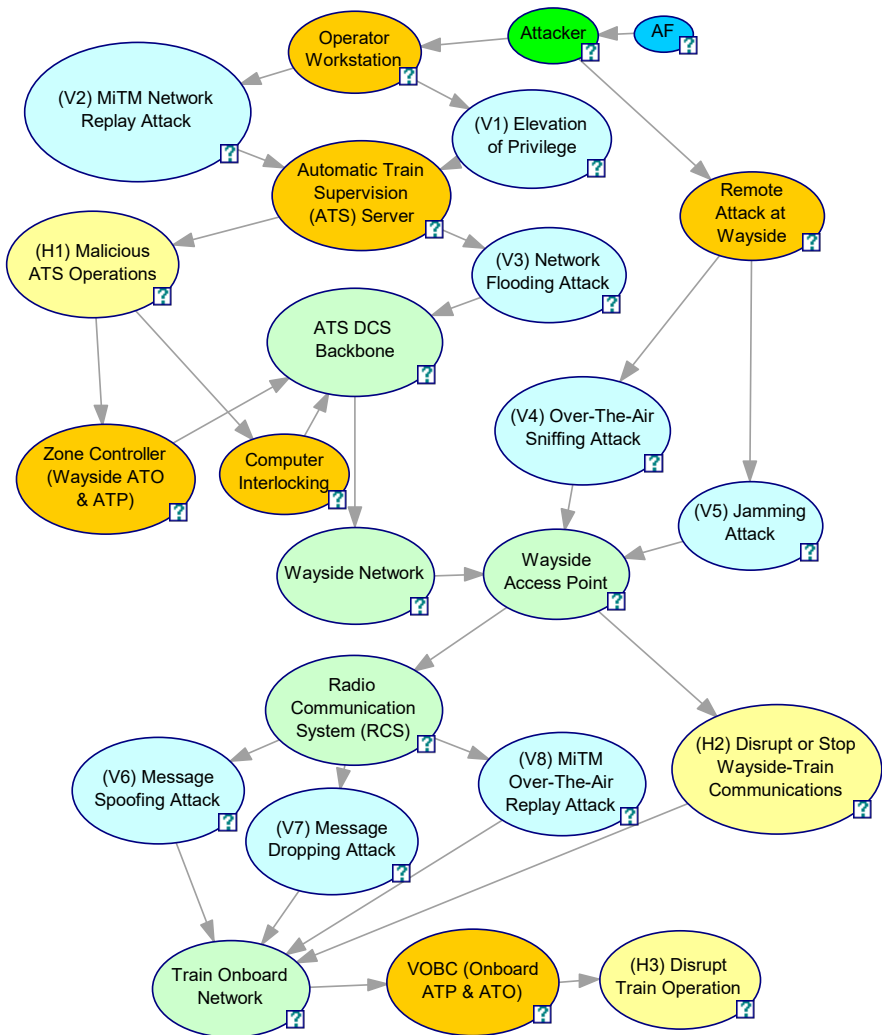 Operator
Workstation
?
Attacker
?
AF
?
(V2) MiTM Network
Replay Attack
?
(V1) Elevation
of Privilege
?
Automatic Train
Supervision
(ATS) Server
?
Remote
Attack at
Wayside
?
(H1) Malicious
ATS Operations
?
(V3) Network
Flooding Attack
?
ATS DCS
Backbone
?
(V4) Over-The-Air
Sniffing Attack
?
Zone Controller
(Wayside ATO
& ATP)
?
Computer
Interlocking
?
(V5) Jamming
Attack
?
Wayside Network
?
Wayside
Access Point
?
Radio
Communication
System (RCS)
?
(H2) Disrupt or Stop
Wayside-Train
Communications
?
(V6) Message
Spoofing Attack
?
(V8) MiTM
Over-The-Air
Replay Attack
?
(V7) Message
Dropping Attack
?
Train Onboard
Network
?
VOBC (Onboard
ATP & ATO)
?
(H3) Disrupt
Train Operation
?